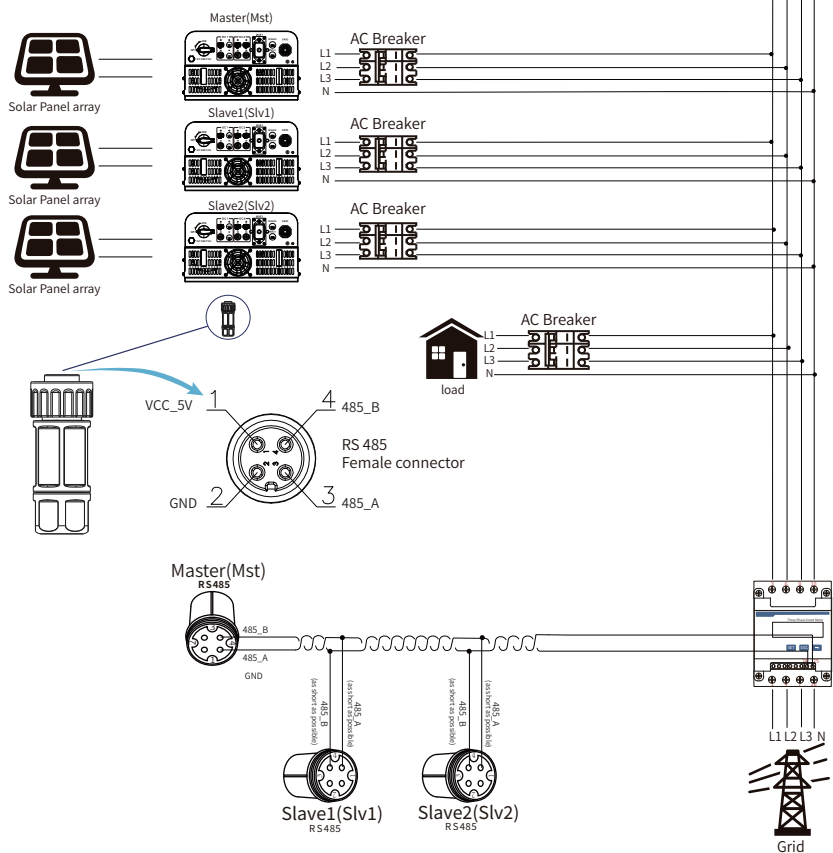 Master(Mst)
AC Breaker
L1
L2
L3
N
Solar Panel array
Slave1(Slv1)
AC Breaker
L1
L2
L3
N
Solar Panel array
Slave2(Slv2)
AC Breaker
L1
L2
L3
N
Solar Panel array
AC Breaker
L1
L2
L3
N
load
VCC_5V
1
4
485_B
RS 485
Female connector
GND
2
3
485_A
1
4
2
3
Master(Mst)
RS485
485_B
485_A
GND
485_B
(as short as possible)
485_A
(as short as possible)
485_B
(as short as possible)
485_A
(as short as possible)
Slave1(Slv1)
RS485
Slave2(Slv2)
RS485
L1 L2 L3 N
Grid